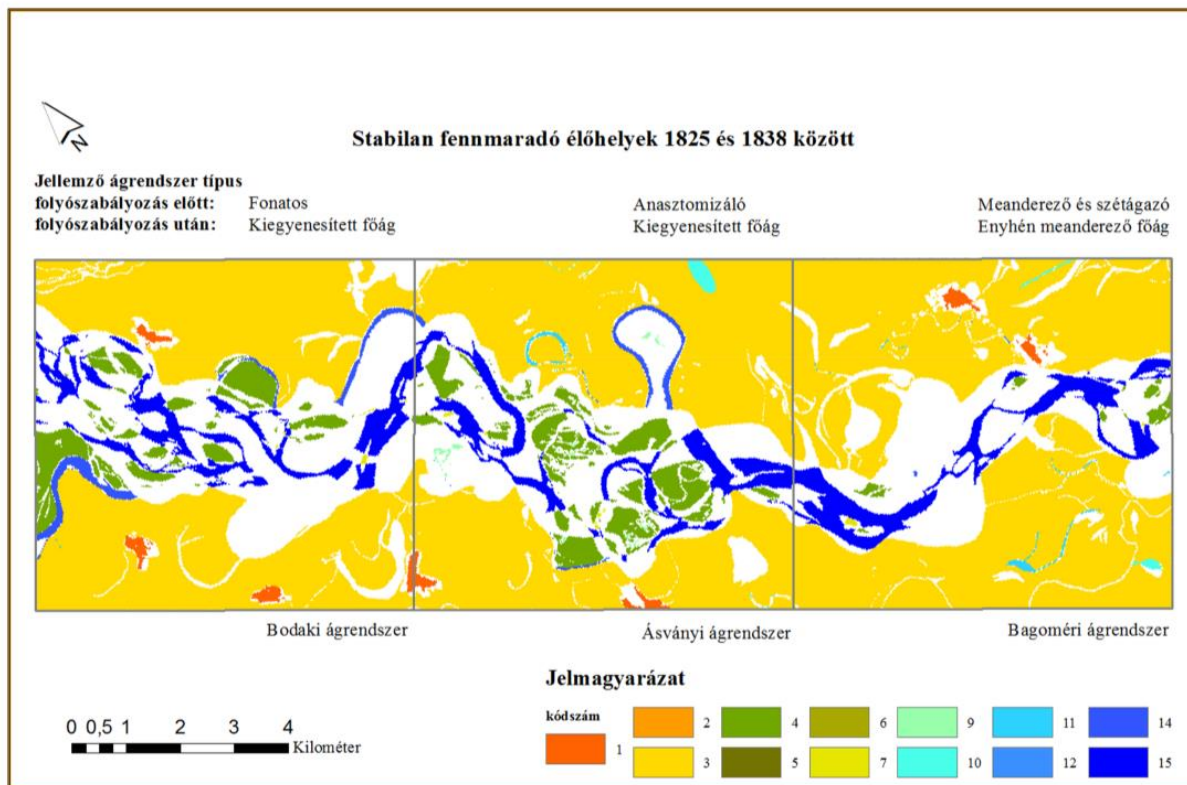 N
Stabilan fennmaradó élőhelyek 1825 és 1838 között
Jellemző ágrendszer típus
folyószabályozás előtt: Fonatos Anasztomizáló Meanderező és szétágazó
folyószabályozás után: Kiegyenesített főág Kiegyenesített főág Enyhén meanderező főág
Bodaki ágrendszer Ásványi ágrendszer Bagoméri ágrendszer
Jelmagyarázat
kódszám
1
2 4 6 9 11 14
3 5 7 10 12 15
0 0,5 1 2 3 4
Kilométer